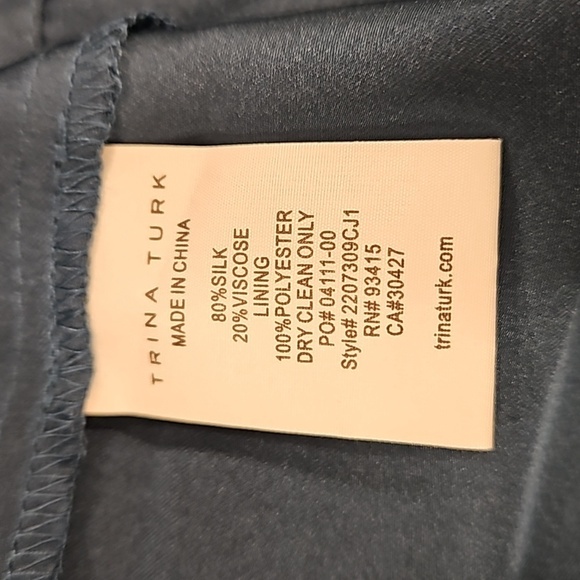 TRINA TURK
MADE IN CHINA
80%SILK
20%VISCOSE
LINING
100%POLYESTER
DRY CLEAN ONLY
PO# 04111-00
Style# 2207309CJ1
RN# 93415
CA#30427
trinaturk.com